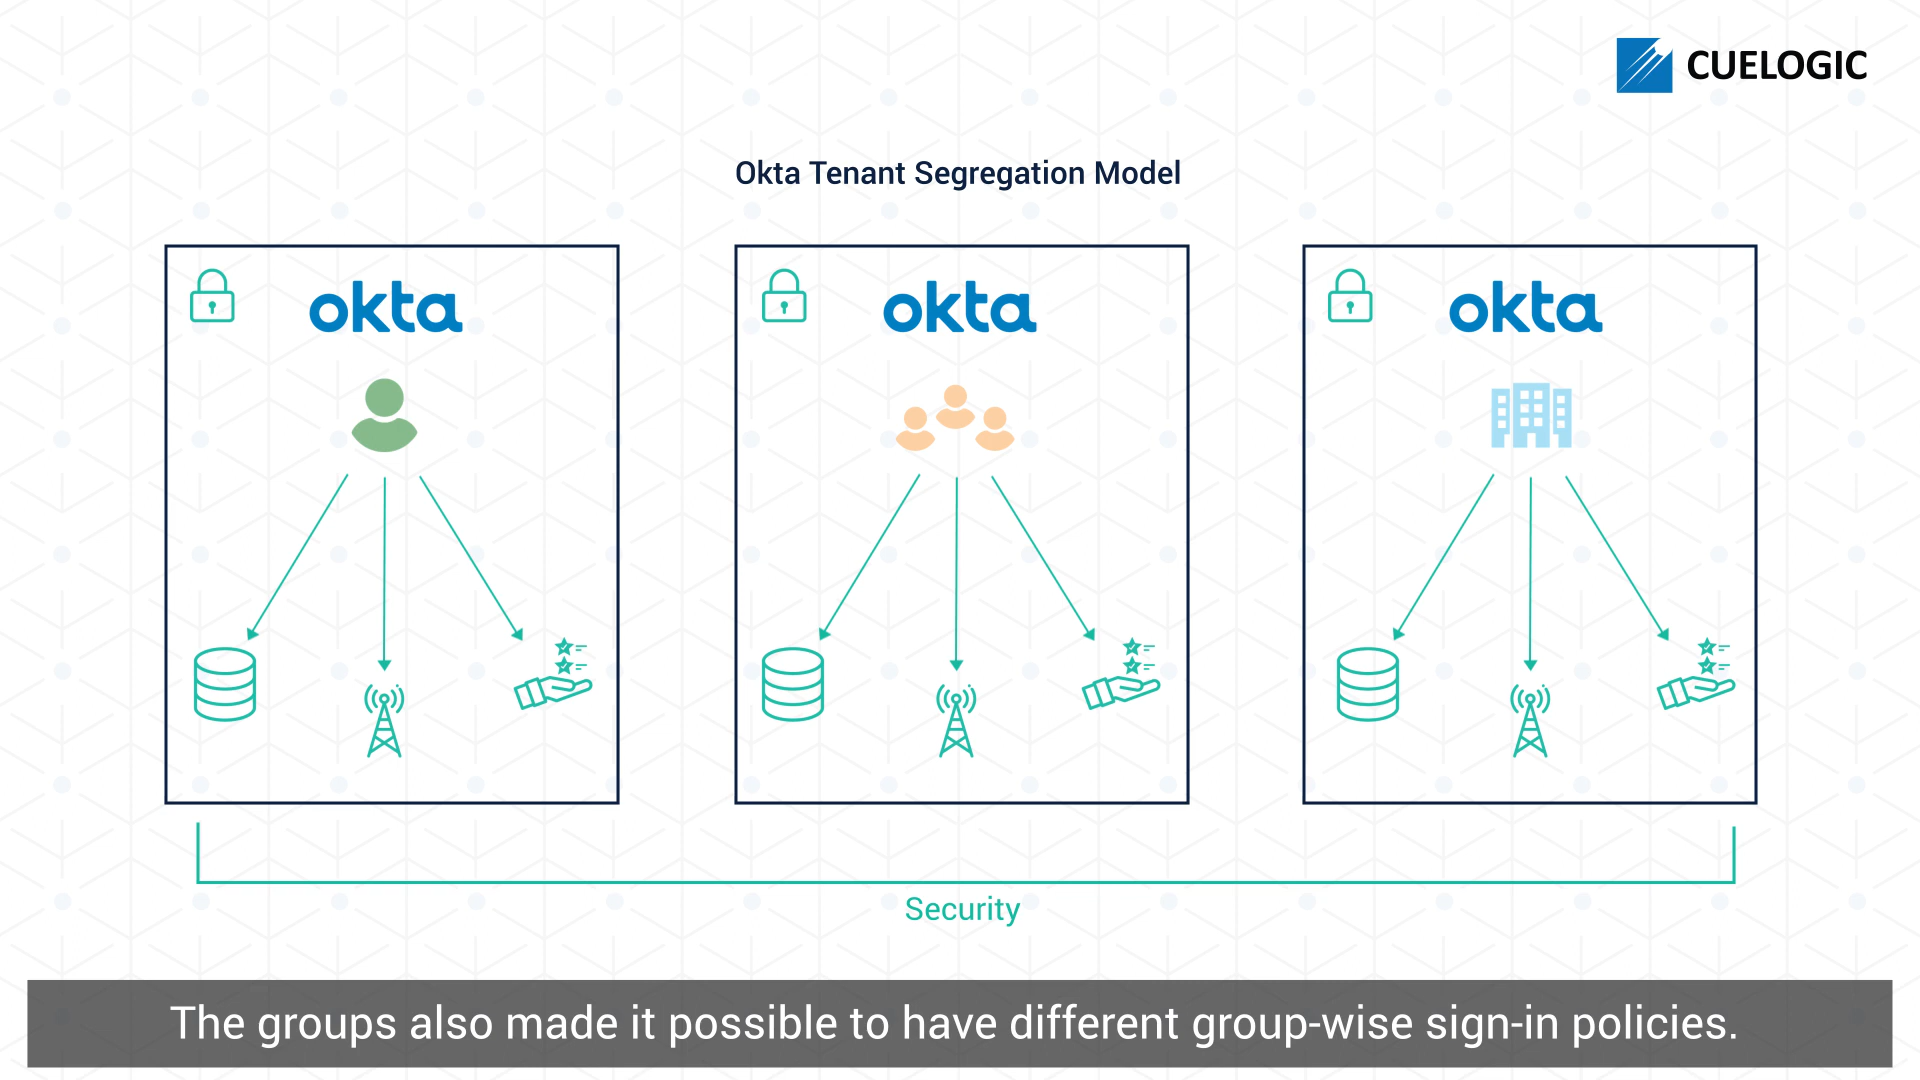 CUELOGIC
Okta Tenant Segregation Model
okta
okta
okta
Security
The groups also made it possible to have different group-wise sign-in policies.